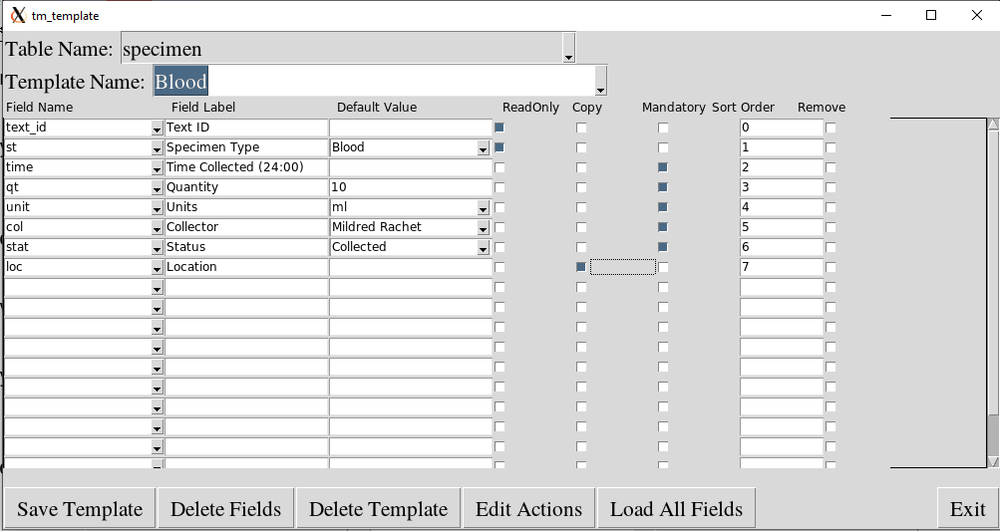 tm_template
Table Name: specimen
Template Name: Blood
Field Name Field Label Default Value ReadOnly Copy Mandatory Sort Order Remove
text_id Text ID 0
st Specimen Type Blood 1
time Time Collected (24:00) 2
qt Quantity 10 3
unit Units ml 4
col Collector Mildred Rachet 5
stat Status Collected 6
loc Location 7
Save Template Delete Fields Delete Template Edit Actions Load All Fields Exit